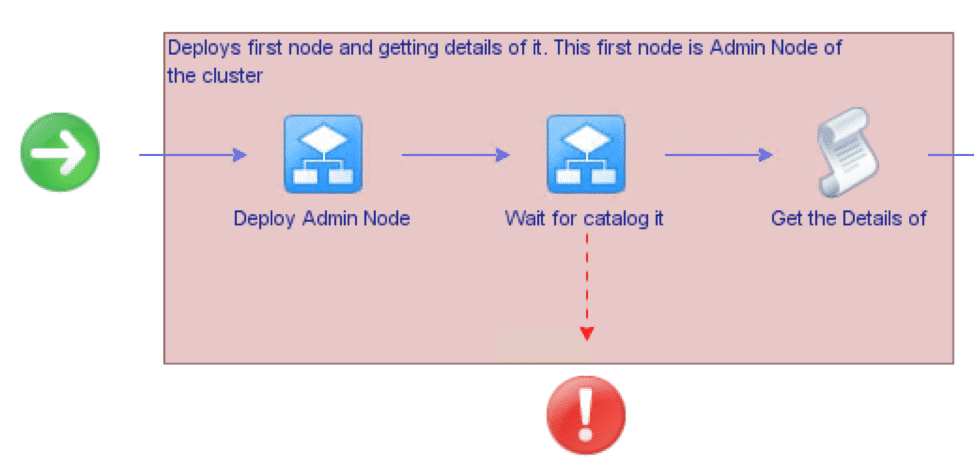 Deploys first node and getting details of it. This first node is Admin Node of
the cluster
Deploy Admin Node
Wait for catalog it
Get the Details of